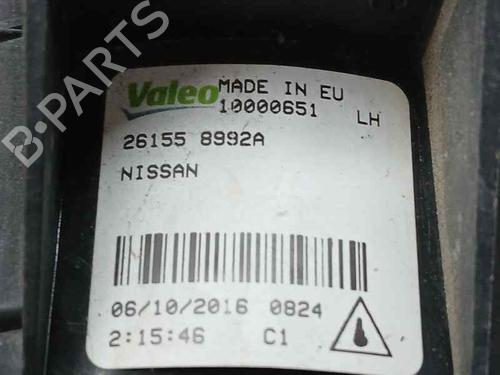 B-PARTS
Valeo MADE IN EU
10000651 LH
26155 8992A
NISSAN
06/10/2016 0824
2:15:46 C1